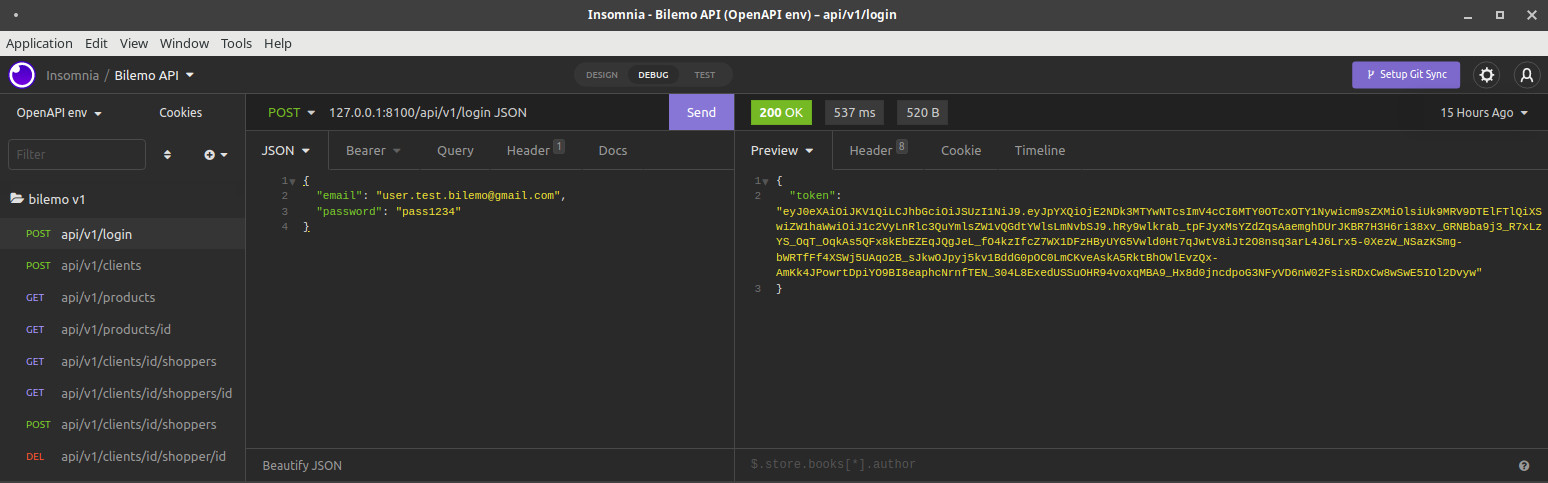 Insomnia - Bilemo API (OpenAPI env) – api/v1/login
Application Edit View Window Tools Help
Insomnia / Bilemo API
DESIGN DEBUG TEST
Setup Git Sync
OpenAPI env Cookies
POST 127.0.0.1:8100/api/v1/login JSON Send
200 OK 537 ms 520 B 15 Hours Ago
Filter
JSON Bearer Query Header 1 Docs
Preview Header 8 Cookie Timeline
bilemo v1
POST api/v1/login
POST api/v1/clients
GET api/v1/products
GET api/v1/products/id
GET api/v1/clients/id/shoppers
GET api/v1/clients/id/shoppers/id
POST api/v1/clients/id/shoppers
DEL api/v1/clients/id/shopper/id
1 {
2 "email": "user.test.bilemo@gmail.com",
3 "password": "pass1234"
4 }
Beautify JSON
1 {
2 "token":
"eyJ0eXAiOiJKV1QiLCJhbGciOiJSUzI1NiJ9.eyJpYXQiOjE2NDk3MTYwNTcsImV4cCI6MTY0OTcxOTY1Nywicm9sZXMiOlsiUk9MRV9DTElFTlQiXS
wiZW1haWwiOiJ1c2VyLnRlc3QuYmlsZW1vQGdtYWlsLmNvbSJ9.hRy9wlkrab_tpFJyxMsYZdZqsAaemghDUrJKBR7H3H6ri38xv_GRNBba9j3_R7xLz
YS_OqT_OqkAs5QFx8kEbEZEqJQgJeL_fO4kzIfcZ7WX1DFzHByUYG5Vwld0Ht7qJwtV8iJt2O8nsq3arL4J6Lrx5-0XezW_NSazKSmg-
bWRTfFf4XSWj5UAqo2B_sJkwOJpyj5kv1BddG0pOC0LmCKveAskA5RktBhOWlEvzQx-
AmKk4JPowrtDpiYO9BI8eaphcNrnfTEN_304L8ExedUSSuOHR94voxqMBA9_Hx8d0jncdpoG3NFyVD6nW02FsisRDxCw8wSwE5IOl2Dvyw"
3 }
$.store.books[*].author